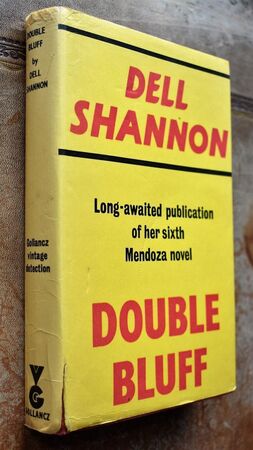 DOUBLE
BLUFF
by
DELL
SHANNON
Gollancz
vintage
detection
VG
GOLLANCZ
DELL
SHANNON
Long-awaited publication
of her sixth
Mendoza novel
DOUBLE
BLUFF